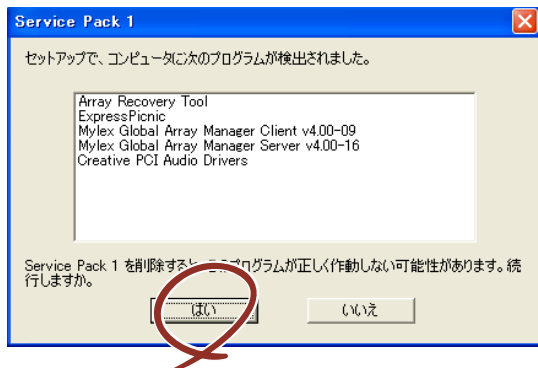 Service Pack 1
セットアップで、コンピュータに次のプログラムが検出されました。
Array Recovery Tool
ExpressPicnic
Mylex Global Array Manager Client v4.00-09
Mylex Global Array Manager Server v4.00-16
Creative PCI Audio Drivers
Service Pack 1 を削除すると、このプログラムが正しく作動しない可能性があります。続
行しますか。
はい
いいえ